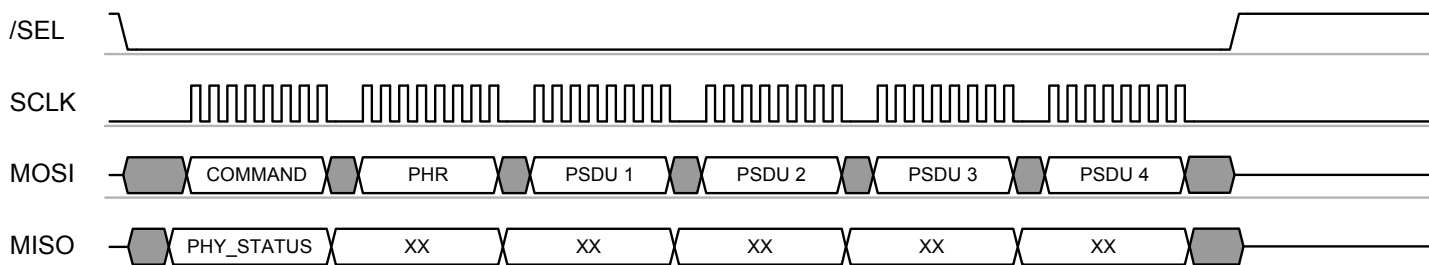 /SEL
SCLK
MOSI COMMAND PHR PSDU 1 PSDU 2 PSDU 3 PSDU 4
MISO PHY_STATUS XX XX XX XX XX